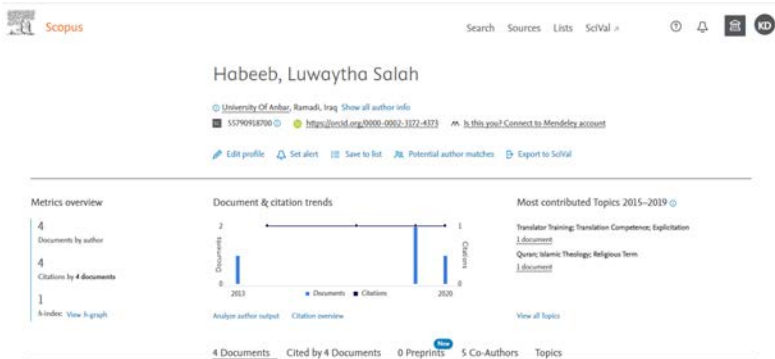 Scopus
Search Sources Lists SciVal ↗
KD
Habeeb, Luwaytha Salah
University Of Anbar, Ramadi, Iraq Show all author info
55790918700 https://orcid.org/0000-0002-3172-4373 Is this you? Connect to Mendeley account
Edit profile Set alert Save to list Potential author matches Export to SciVal
Metrics overview
4
Documents by author
4
Citations by 4 documents
1
h-index: View h-graph
Document & citation trends
2
1
Documents
Citations
0
0
2013
2020
Documents Citations
Analyze author output Citation overview
Most contributed Topics 2015–2019
Translator Training; Translation Competence; Explicitation
1 document
Quran; Islamic Theology; Religious Term
1 document
View all Topics
New
4 Documents Cited by 4 Documents 0 Preprints 5 Co-Authors Topics